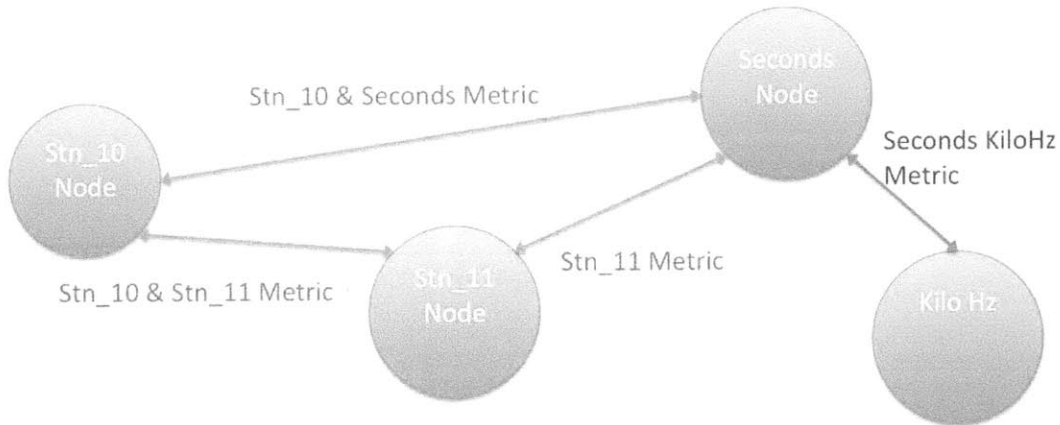 Seconds
Node
Stn_10 & Seconds Metric
Stn_10
Node
Seconds KiloHz
Metric
Stn_11 Metric
Stn_10 & Stn_11 Metric
Stn_11
Node
Kilo Hz